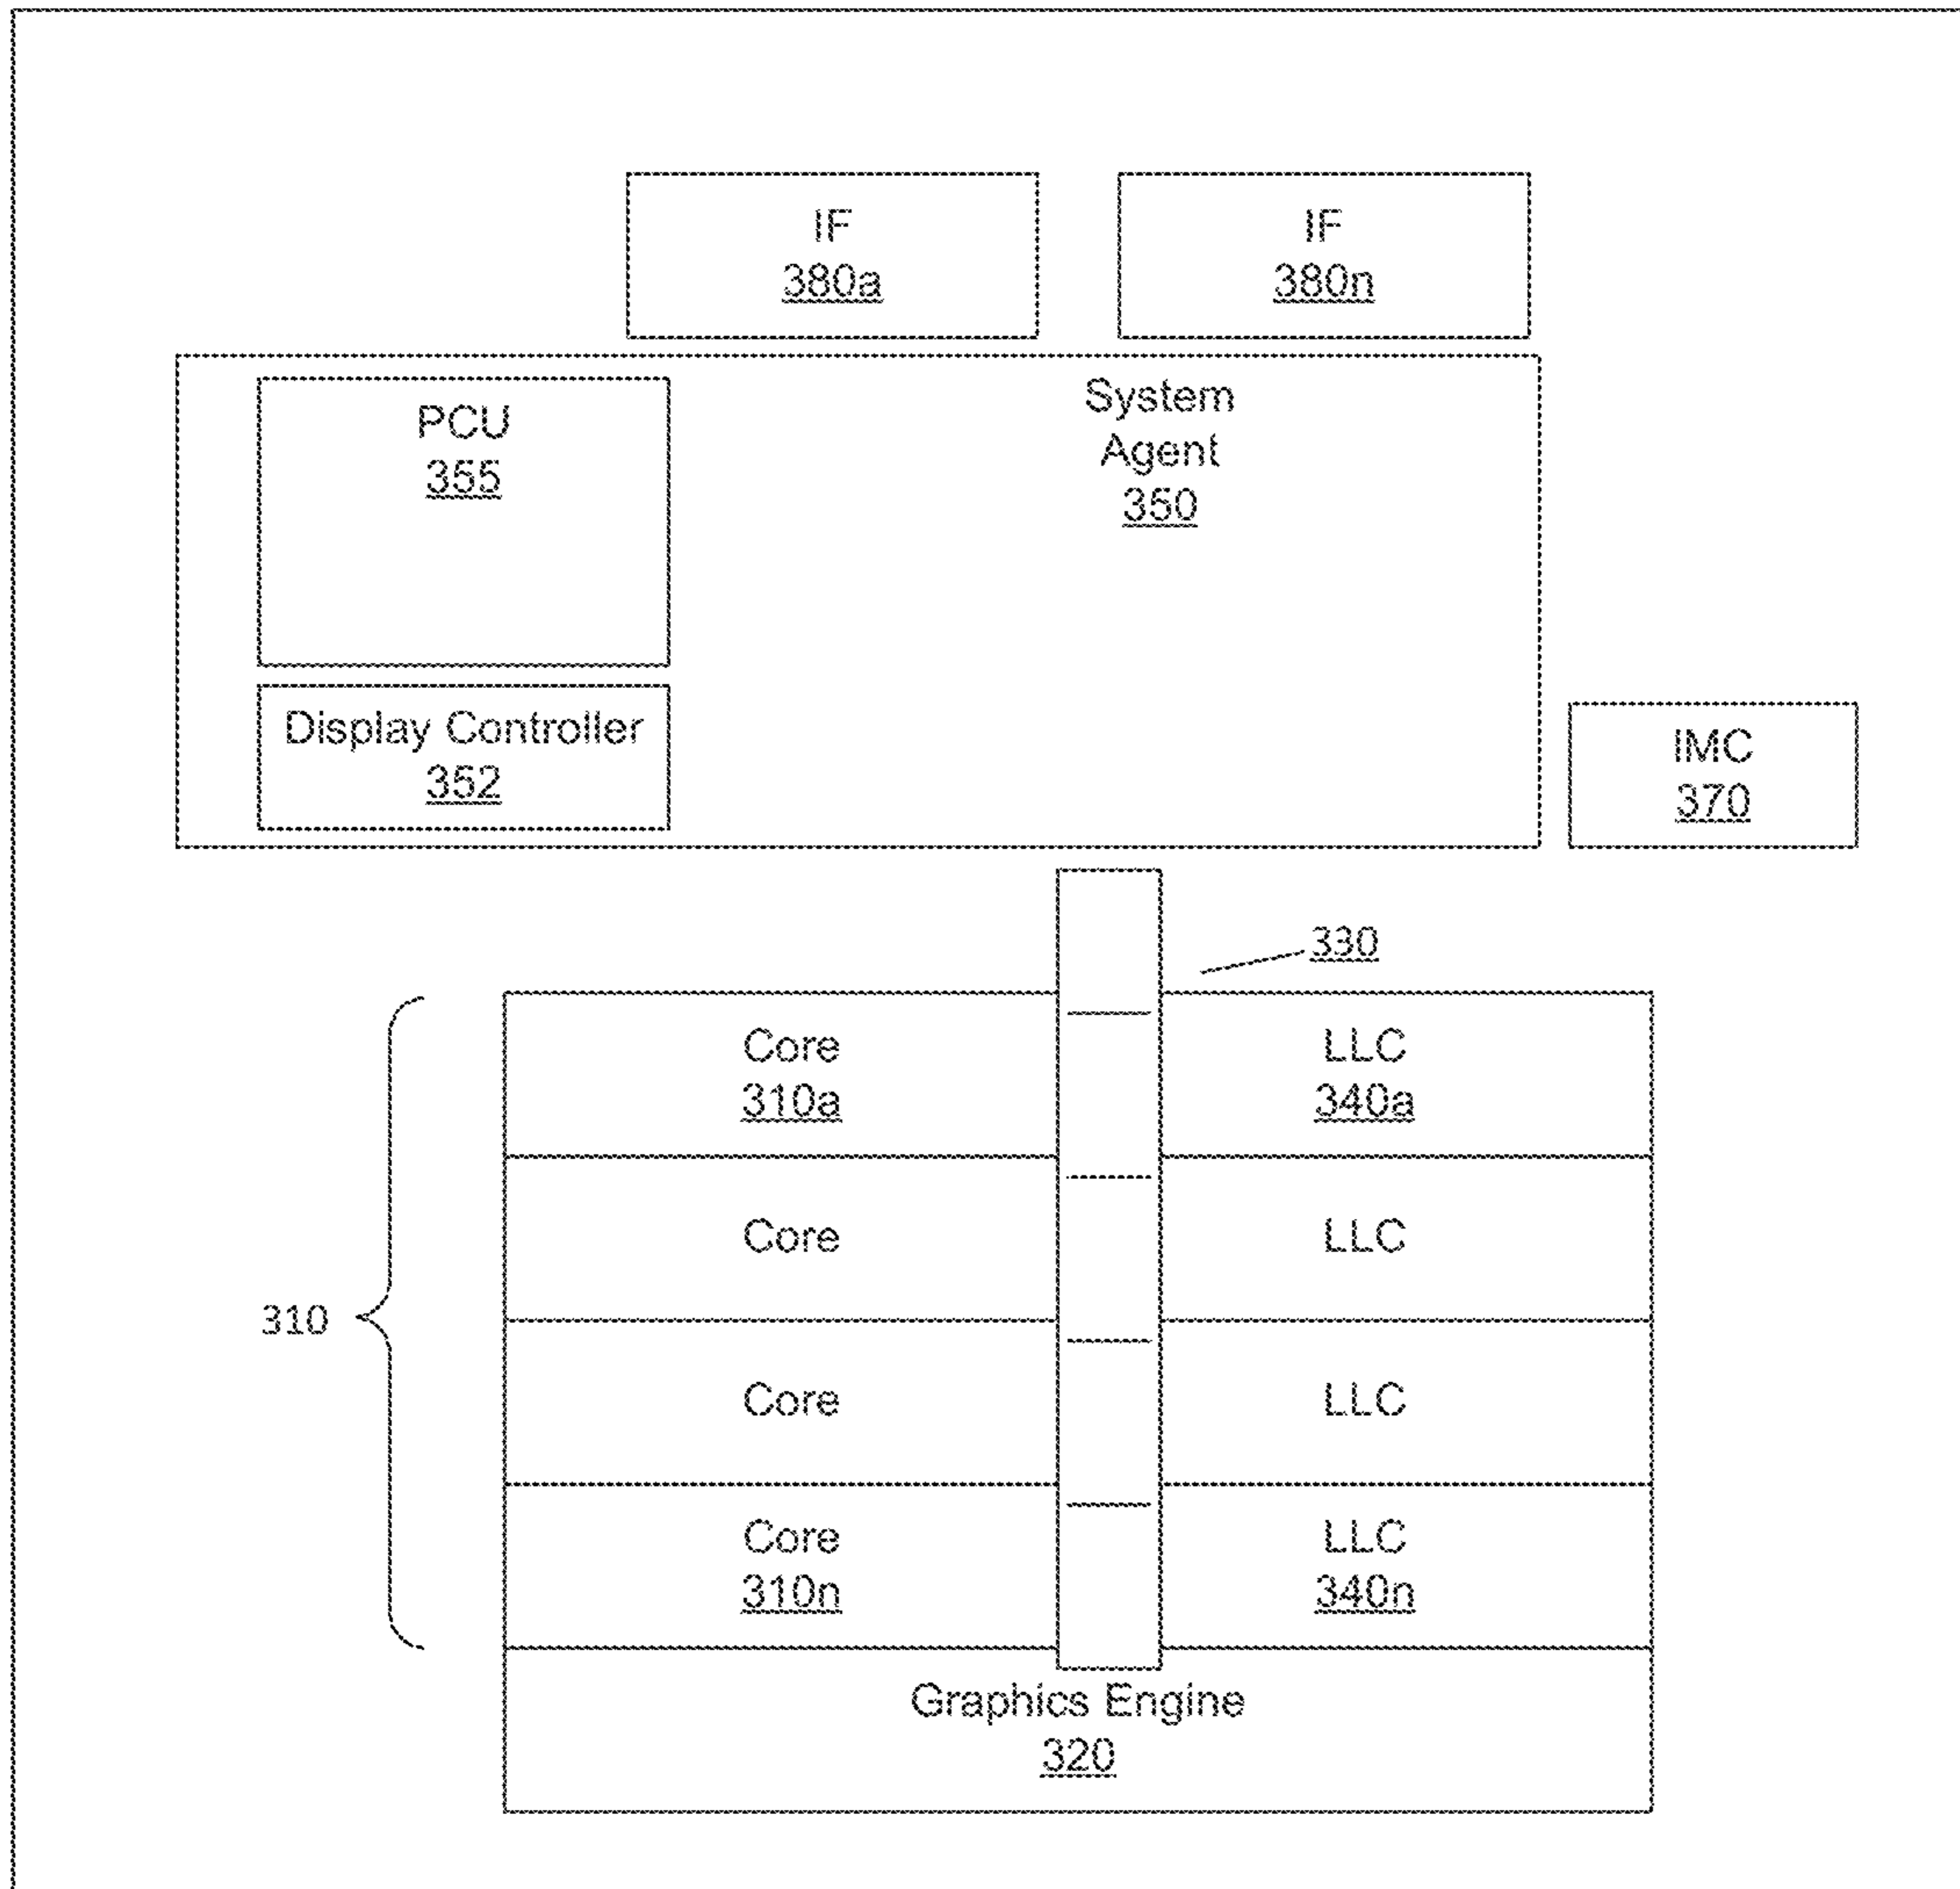 IF
380a
IF
380n
PCU
355
System
Agent
350
Display Controller
352
IMC
370
330
Core
310a
LLC
340a
Core
LLC
310
Core
LLC
Core
310n
LLC
340n
Graphics Engine
320